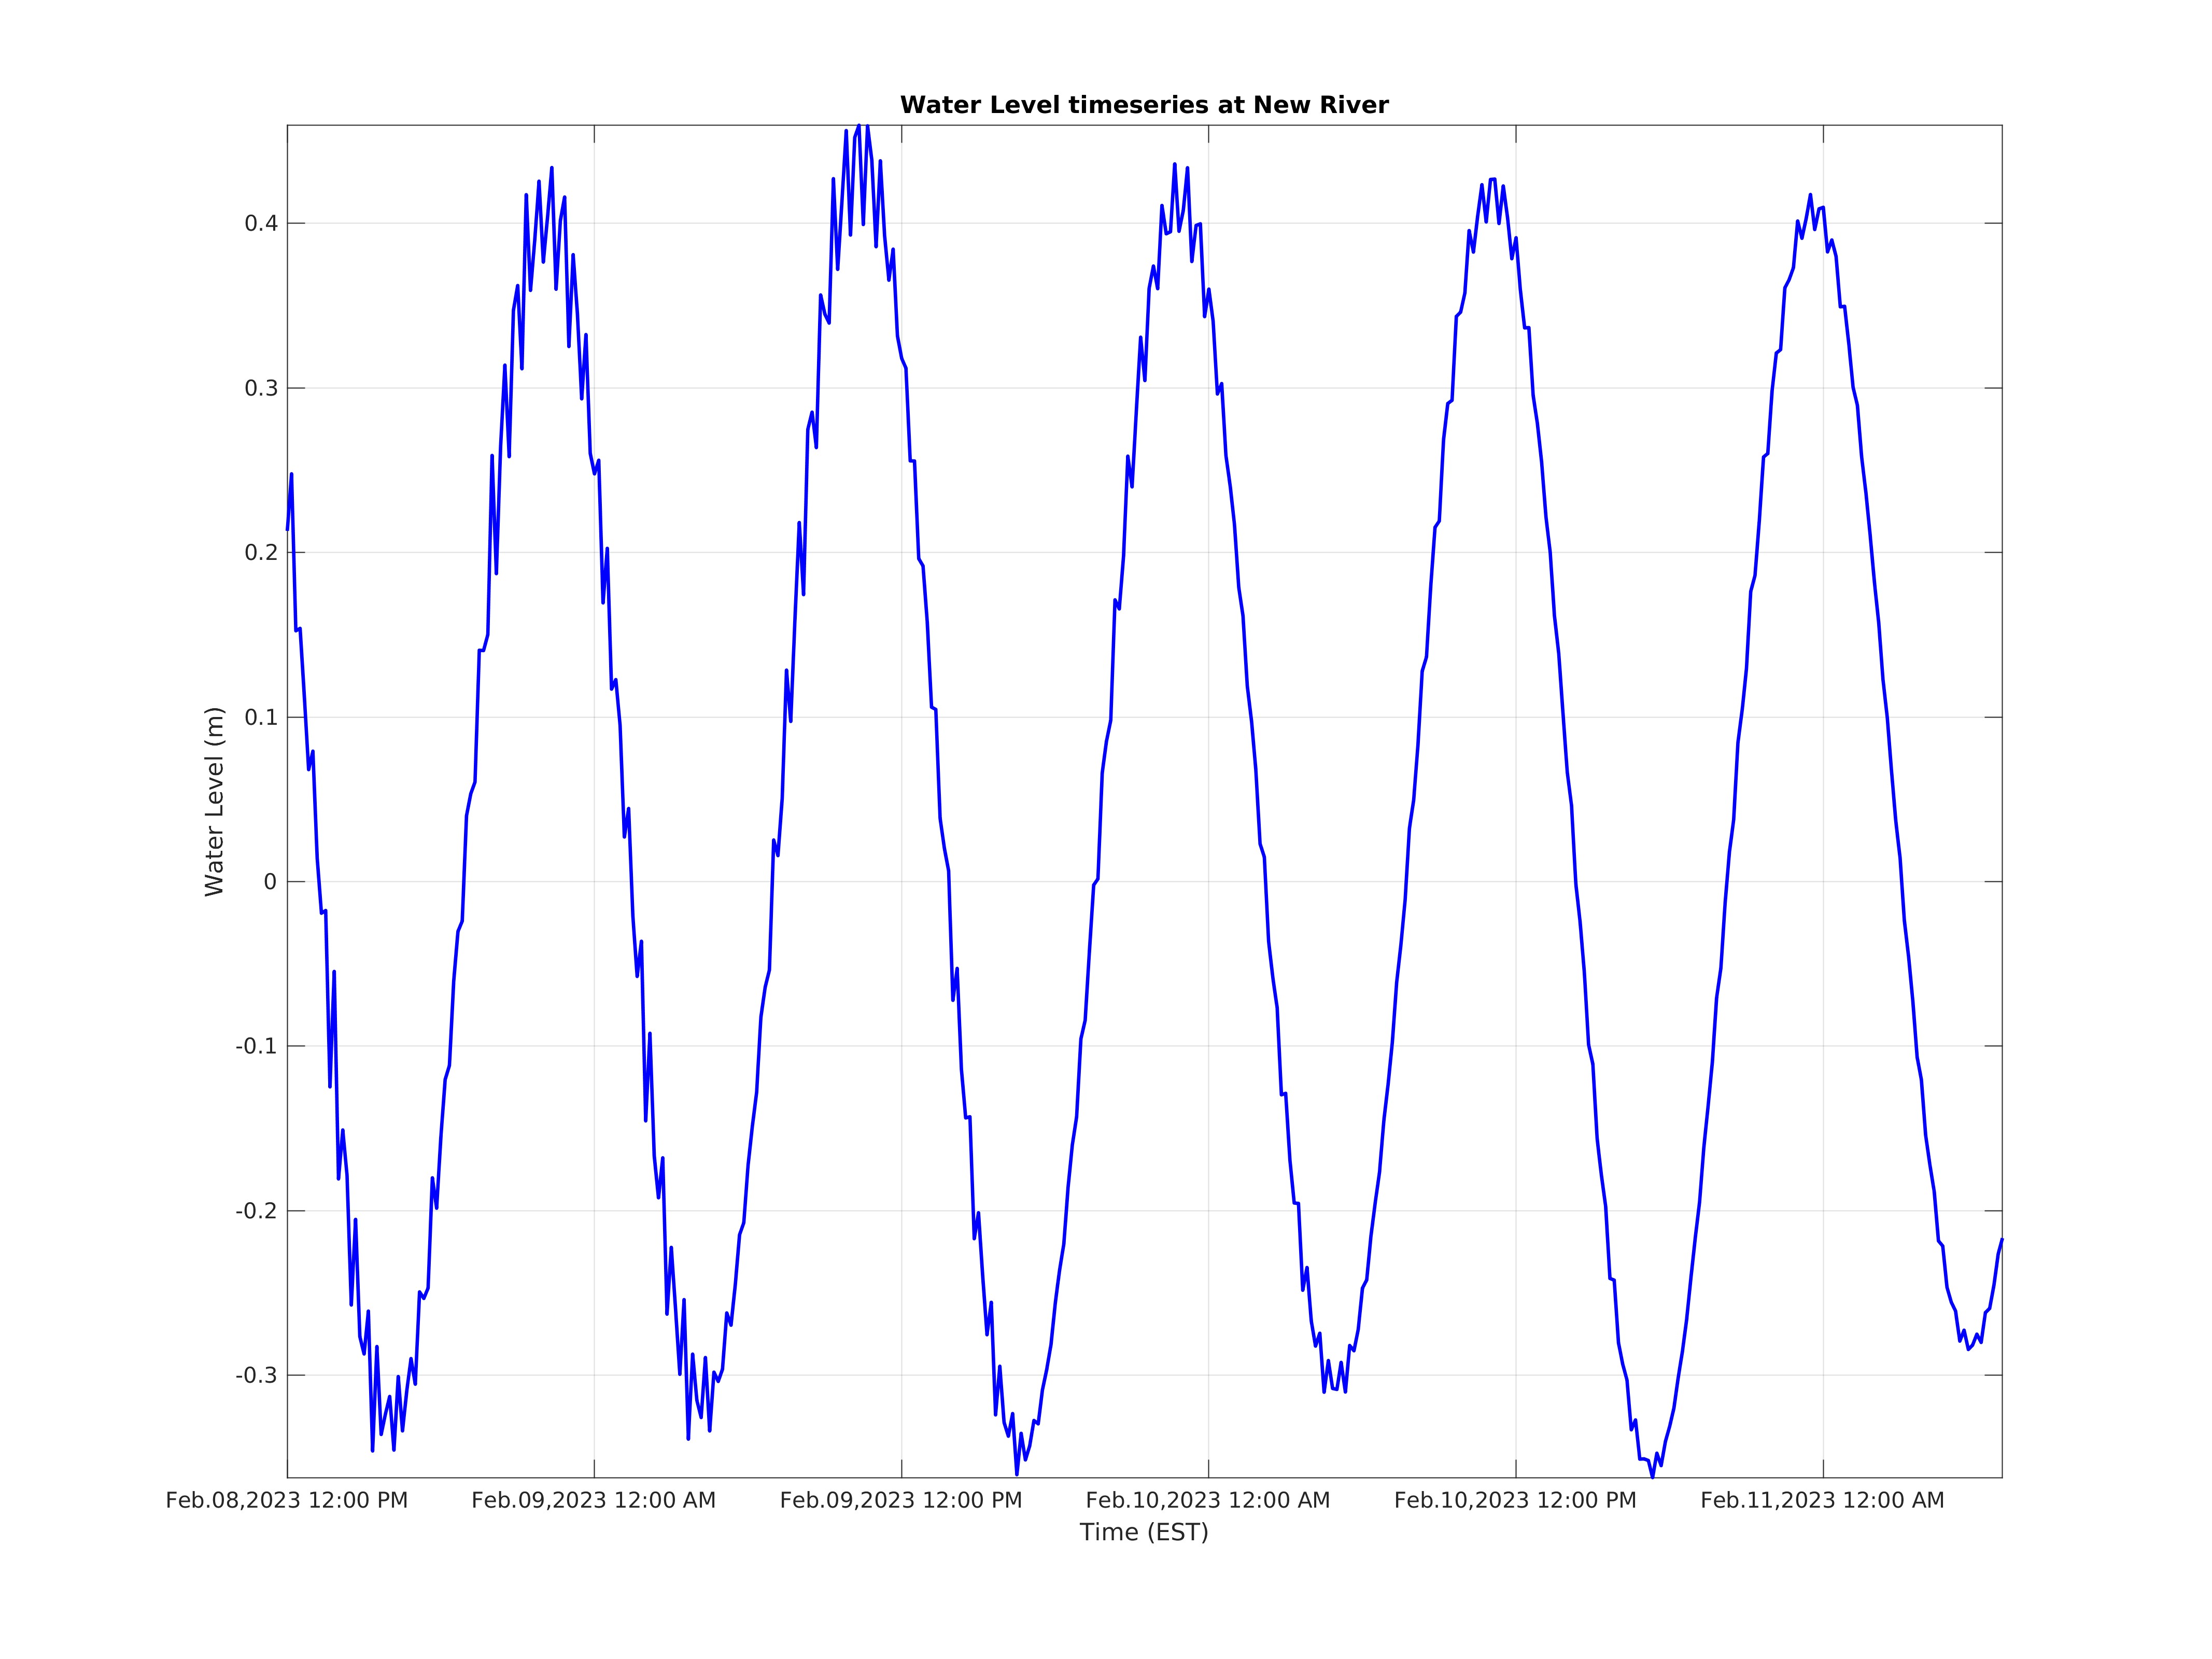 Water Level timeseries at New River
0.4
0.3
0.2
0.1
0
-0.1
-0.2
-0.3
Water Level (m)
Feb.08,2023 12:00 PM Feb.09,2023 12:00 AM Feb.09,2023 12:00 PM Feb.10,2023 12:00 AM Feb.10,2023 12:00 PM Feb.11,2023 12:00 AM
Time (EST)